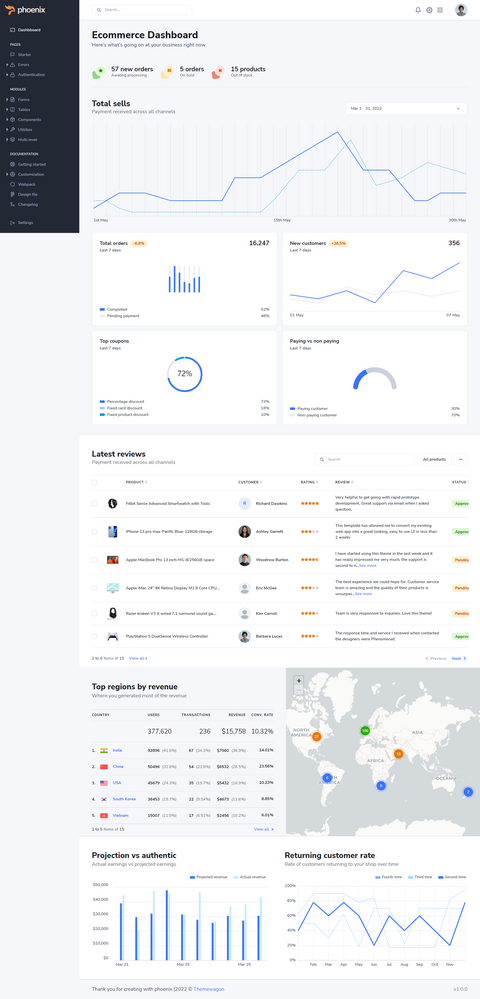 phoenix
Search...
Dashboard
PAGES
Starter
Errors
Authentication
MODULES
Forms
Tables
Components
Utilities
Multi level
DOCUMENTATION
Getting started
Customization
Webpack
Design file
Changelog
Settings
Ecommerce Dashboard
Here's what's going on at your business right now
57 new orders
Awaiting processing
5 orders
On hold
15 products
Out of stock
Total sells
Payment received across all channels
Mar 1 - 31, 2022
1st May
15th May
30th May
Total orders -6.8% 16,247
Last 7 days
Completed 52%
Pending payment 48%
New customers +26.5% 356
Last 7 days
01 May 07 May
Top coupons
Last 7 days
72%
Percentage discount 72%
Fixed card discount 18%
Fixed product discount 10%
Paying vs non paying
Last 7 days
Paying customer 30%
Non-paying customer 70%
Latest reviews
Payment received across all channels
Search All products
PRODUCT CUSTOMER RATING REVIEW STATUS
Fitbit Sense Advanced Smartwatch with Tools Richard Dawkins
Very helpful to get going with rapid prototype
development. Great support via email when I asked
question.
Approv
iPhone 13 pro max-Pacific Blue-128GB storage Ashley Garrett
This template has allowed me to convert my existing
web app into a great looking, easy to use UI in less than
2 weeks.
Approv
Apple MacBook Pro 13 inch-M1-8/256GB-space Woodrow Burton
I have started using this theme in the last week and it
has really impressed me very much, the support is
second to n...See more
Pending
Apple iMac 24" 4K Retina Display M1 8 Core CPU... Eric McGee
The best experience we could hope for. Customer service
team is amazing and the quality of their products is
unsurpas...See more
Pending
Razer Kraken V3 X wired 7.1 surround sound ga... Kim Carroll
Team is very responsive to inquiries. Love this theme!
Pending
PlayStation 5 DualSense Wireless Controller Barbara Lucas
The response time and service I received when contacted
the designers were Phenomenal!
Approv
1 to 6 items of 15 View all Previous Next
Top regions by revenue
Where you generated most of the revenue
COUNTRY USERS TRANSACTIONS REVENUE CONV. RATE
377,620 236 $15,758 10.32%
1. India 92896 (41.6%) 67 (34.3%) $7560 (36.9%) 14.01%
2. China 50496 (32.8%) 54 (23.8%) $6532 (26.5%) 23.56%
3. USA 45679 (24.3%) 35 (19.7%) $5432 (16.9%) 10.23%
4. South Korea 36453 (19.7%) 22 (9.54%) $4673 (11.6%) 8.85%
5. Vietnam 15007 (11.9%) 17 (6.91%) $2456 (10.2%) 6.01%
1 to 5 items of 15 View all
+
NORTH
AMERICA
AFRICA
SOUTH
AMERICA
OCEANIA
Projection vs authentic
Actual earnings vs projected earnings
Projected revenue Actual revenue
$50,000
$40,000
$30,000
$20,000
$10,000
$0
Mar 21 Mar 25 Mar 29
Returning customer rate
Rate of customers returning to your shop over time
Fourth time Third time Second time
100%
80%
60%
40%
20%
0%
Feb Mar Apr May Jun Jul Aug Sep Oct Nov
Thank you for creating with phoenix |2022 © Themewagon
v1.0.0